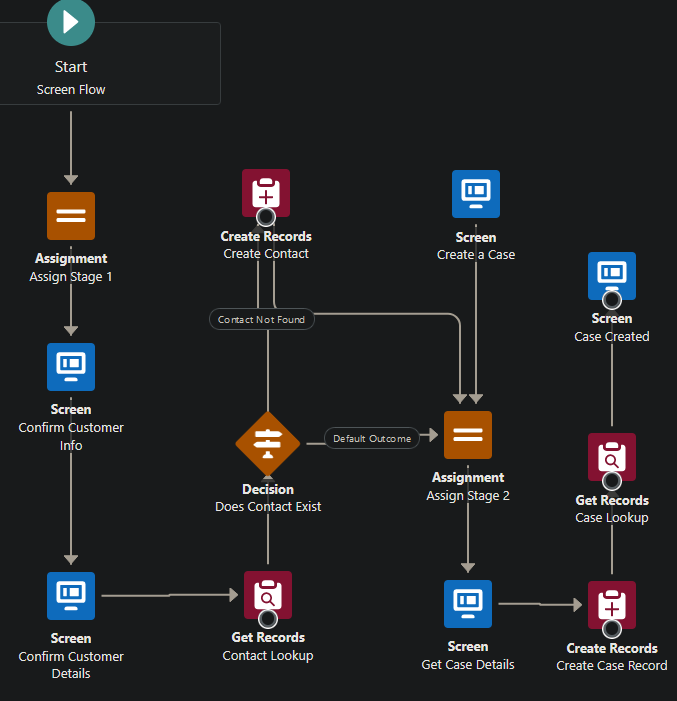 Start
Screen Flow
Assignment
Assign Stage 1
Screen
Confirm Customer
Info
Screen
Confirm Customer
Details
Create Records
Create Contact
Contact Not Found
Decision
Does Contact Exist
Default Outcome
Get Records
Contact Lookup
Screen
Create a Case
Assignment
Assign Stage 2
Screen
Get Case Details
Screen
Case Created
Get Records
Case Lookup
Create Records
Create Case Record